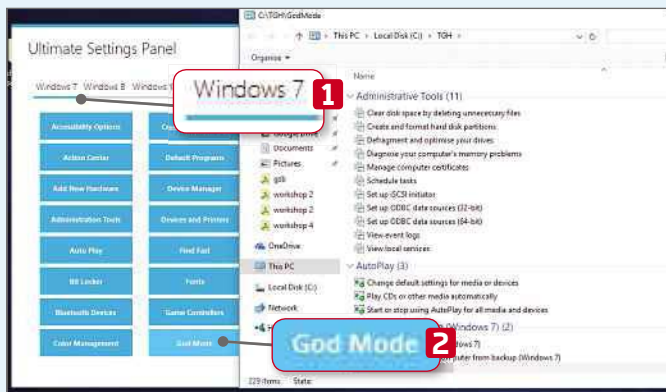 C:\TGH\GodMode
This PC > Local Disk (C:) > TGH >
Ultimate Settings Panel
Organise
Windows 7 Windows 8
Windows 7
1
Name
Accessibility Options
Action Center
Default Programs
Add New Hardware
Device Manager
Administration Tools
Devices and Printers
Auto Play
Find Fast
Bit Locker
Fonts
Bluetooth Devices
Game Controllers
Color Management
God Mode
God Mode
2
Google Drive
Documents
Pictures
gdi
workshop 2
workshop 2
workshop 4
OneDrive
This PC
Local Disk (C:)
Network
Administrative Tools (11)
Clear disk space by deleting unnecessary files
Create and format hard disk partitions
Defragment and optimise your drives
Diagnose your computer's memory problems
Manage computer certificates
Schedule tasks
Set up iSCSI initiator
Set up ODBC data sources (32-bit)
Set up ODBC data sources (64-bit)
View event logs
View local services
AutoPlay (3)
Change default settings for media or devices
Play CDs or other media automatically
Start or stop using AutoPlay for all media and devices
(Windows 7) (2)
7)
from backup (Windows 7)
229 items State: